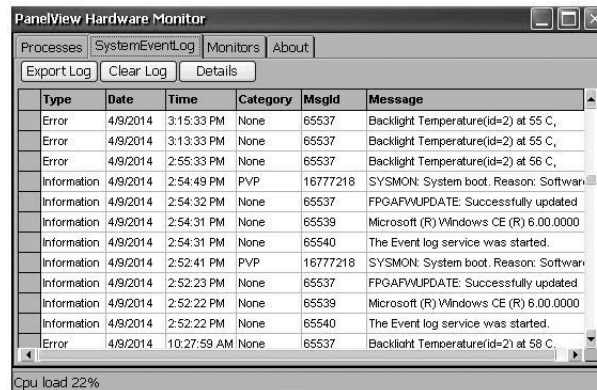 PanelView Hardware Monitor
Processes SystemEventLog Monitors About
Export Log Clear Log Details
Type Date Time Category MsgId Message
Error 4/9/2014 3:15:33 PM None 65537 Backlight Temperature(id=2) at 55 C,
Error 4/9/2014 3:13:33 PM None 65537 Backlight Temperature(id=2) at 55 C,
Error 4/9/2014 2:55:33 PM None 65537 Backlight Temperature(id=2) at 56 C,
Information 4/9/2014 2:54:49 PM PVP 16777218 SYSMON: System boot. Reason: Software
Information 4/9/2014 2:54:32 PM None 65537 FPGAFWUPDATE: Successfully updated
Information 4/9/2014 2:54:31 PM None 65539 Microsoft (R) Windows CE (R) 6.00.0000
Information 4/9/2014 2:54:31 PM None 65540 The Event log service was started.
Information 4/9/2014 2:52:41 PM PVP 16777218 SYSMON: System boot. Reason: Software
Information 4/9/2014 2:52:23 PM None 65537 FPGAFWUPDATE: Successfully updated
Information 4/9/2014 2:52:22 PM None 65539 Microsoft (R) Windows CE (R) 6.00.0000
Information 4/9/2014 2:52:22 PM None 65540 The Event log service was started.
Error 4/9/2014 10:27:59 AM None 65537 Backlight Temperature(id=2) at 58 C,
Cpu load 22%